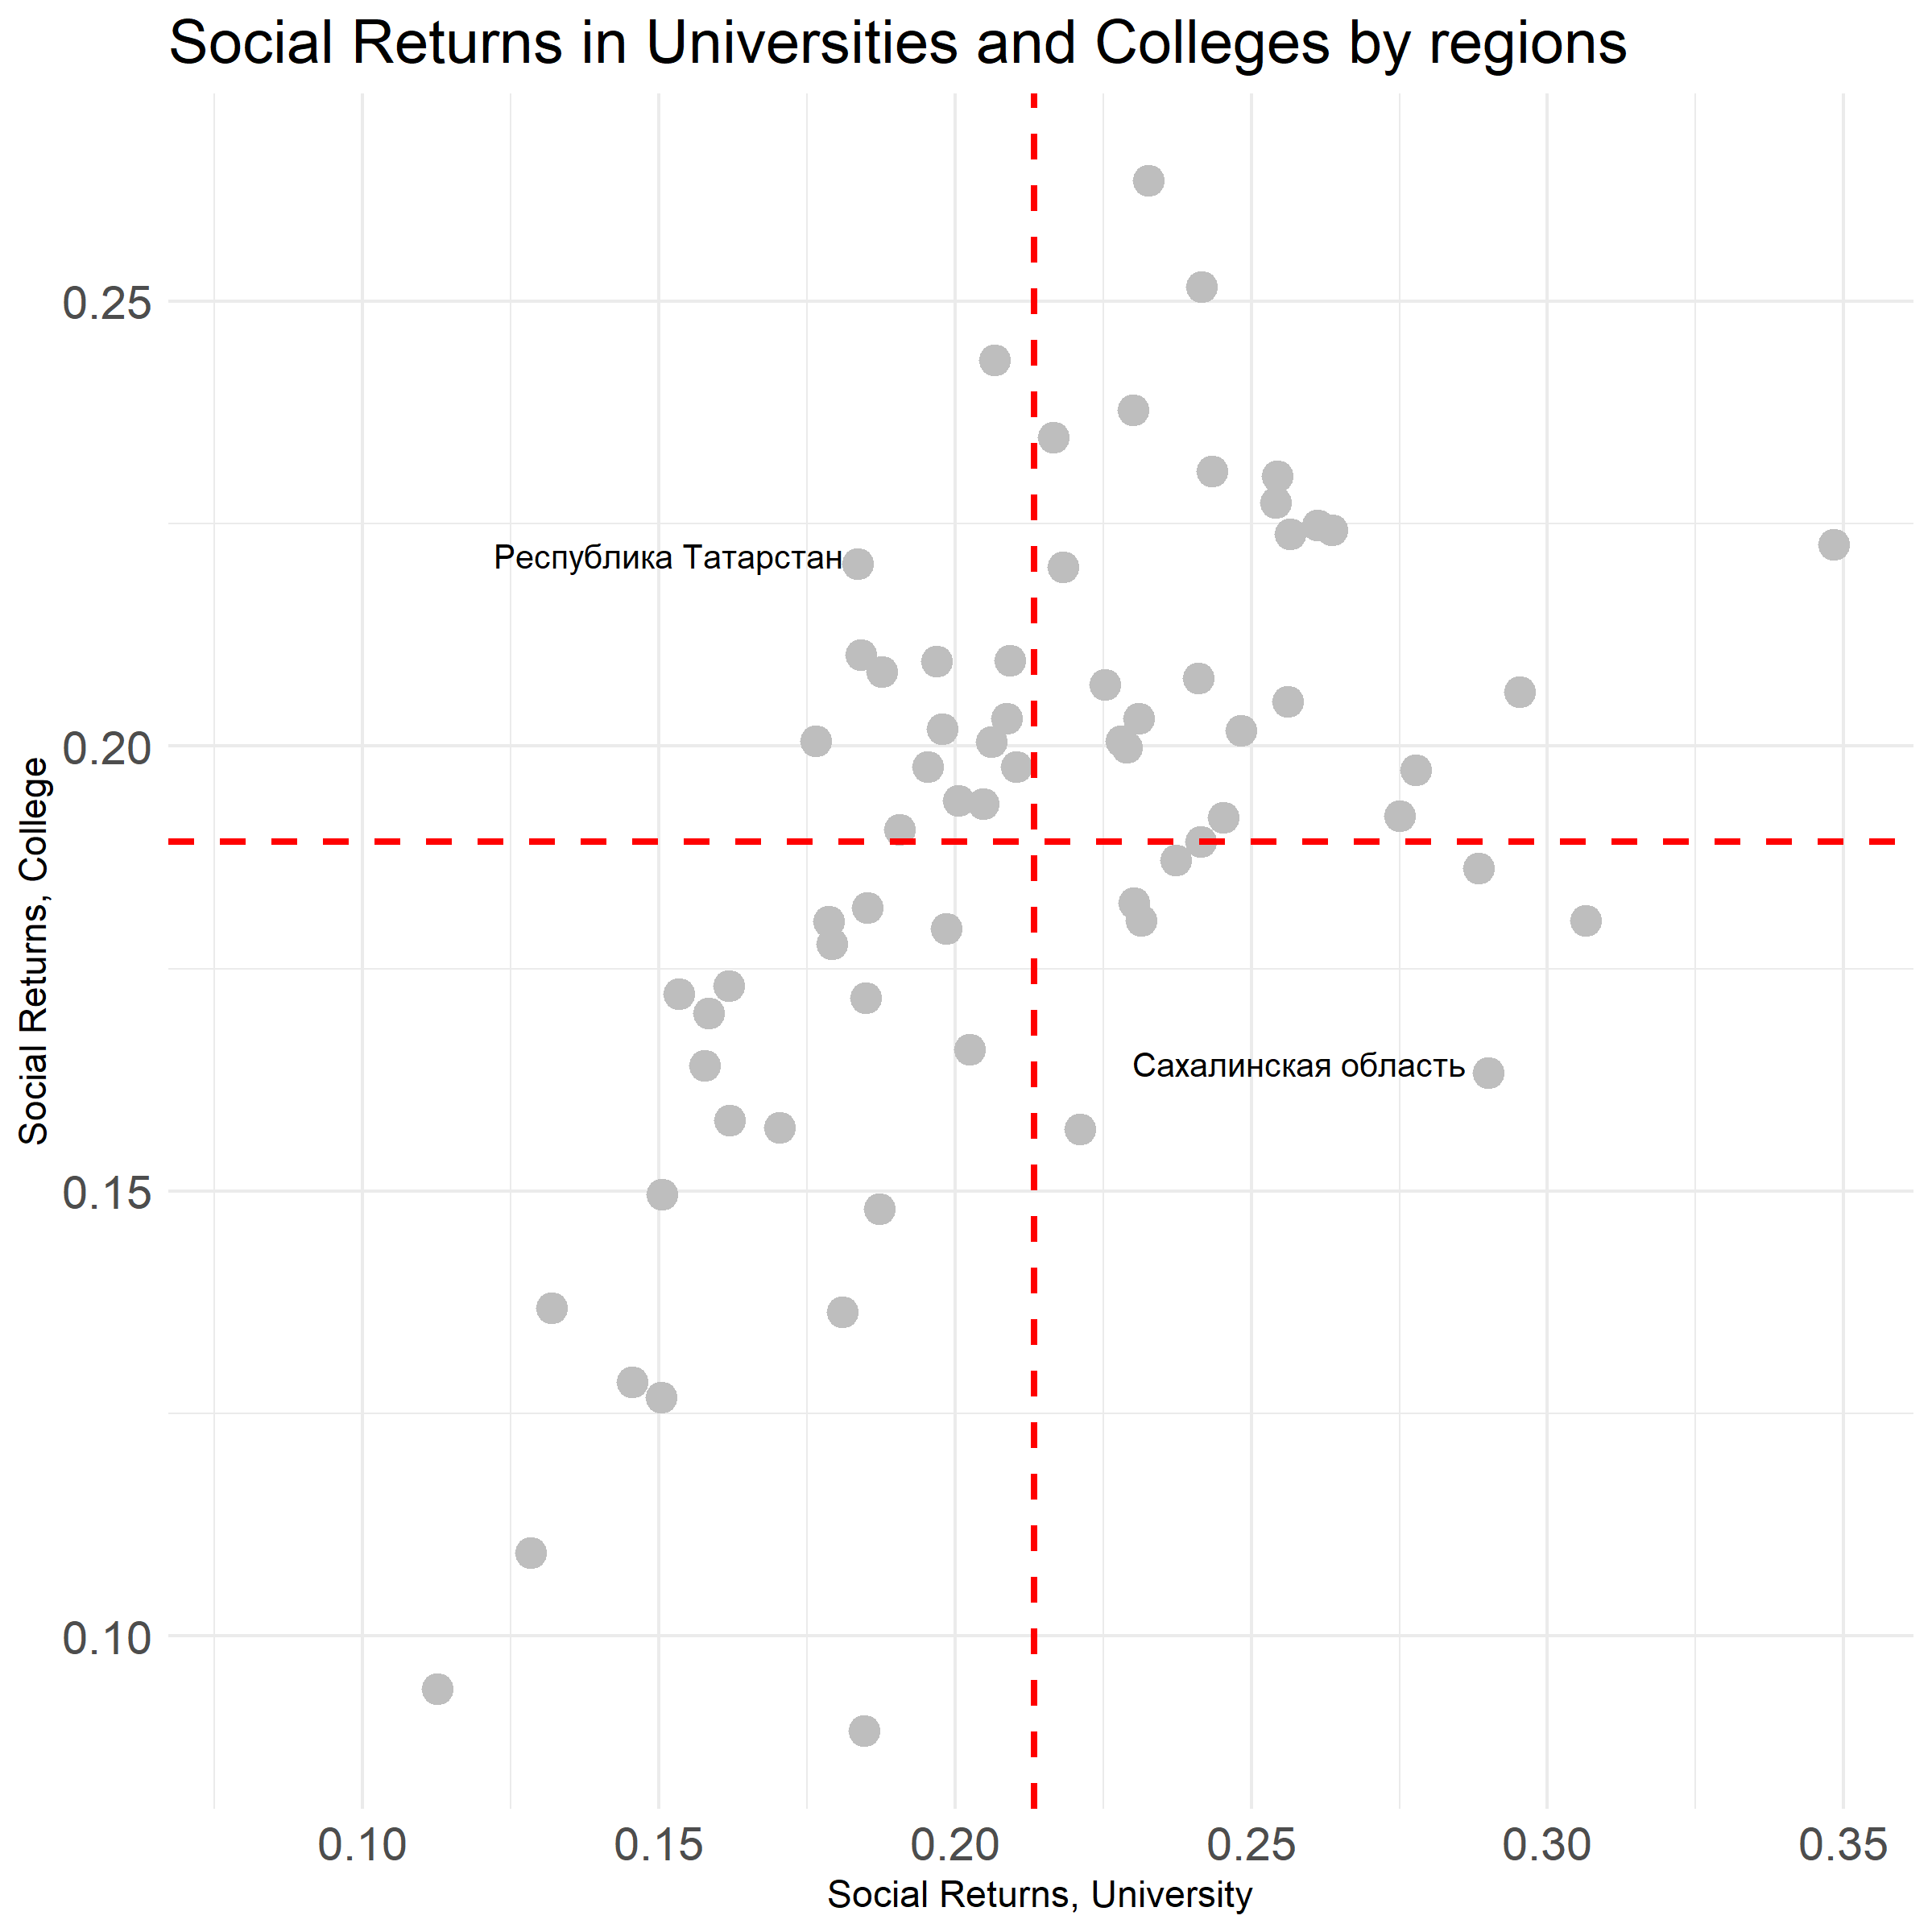 Social Returns in Universities and Colleges by regions
Social Returns, College
0.25
0.20
0.15
0.10
Республика Татарстан
Сахалинская область
0.10 0.15 0.20 0.25 0.30 0.35
Social Returns, University